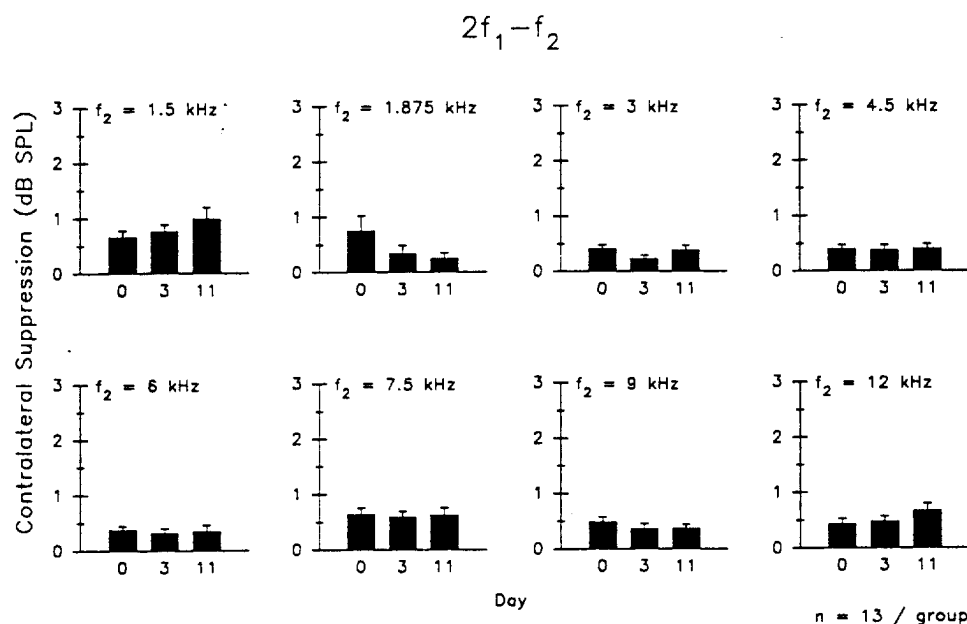 2f₁−f₂
Contralateral Suppression (dB SPL)
f₂ = 1.5 kHz
3
2
1
0
0 3 11
f₂ = 1.875 kHz
3
2
1
0
0 3 11
f₂ = 3 kHz
3
2
1
0
0 3 11
f₂ = 4.5 kHz
3
2
1
0
0 3 11
f₂ = 6 kHz
3
2
1
0
0 3 11
f₂ = 7.5 kHz
3
2
1
0
0 3 11
f₂ = 9 kHz
3
2
1
0
0 3 11
f₂ = 12 kHz
3
2
1
0
0 3 11
Day
n = 13 / group